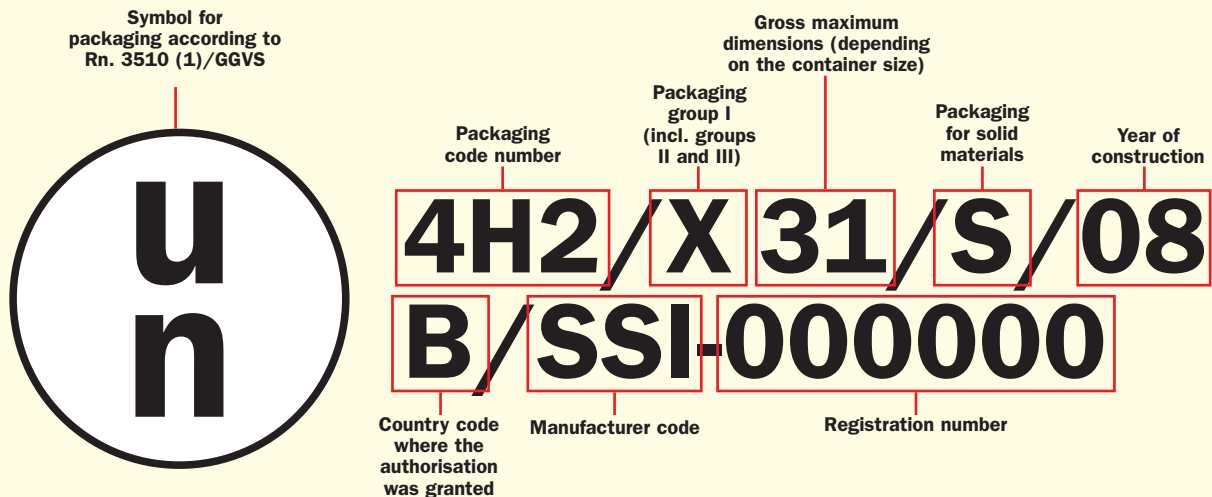 Symbol for
packaging according to
Rn. 3510 (1)/GGVS
Gross maximum
dimensions (depending
on the container size)
Packaging
code number
Packaging
group I
(incl. groups
II and III)
Packaging
for solid
materials
Year of
construction
u
n
4H2/X31/S/08
B/SSI-000000
Country code
where the
authorisation
was granted
Manufacturer code
Registration number